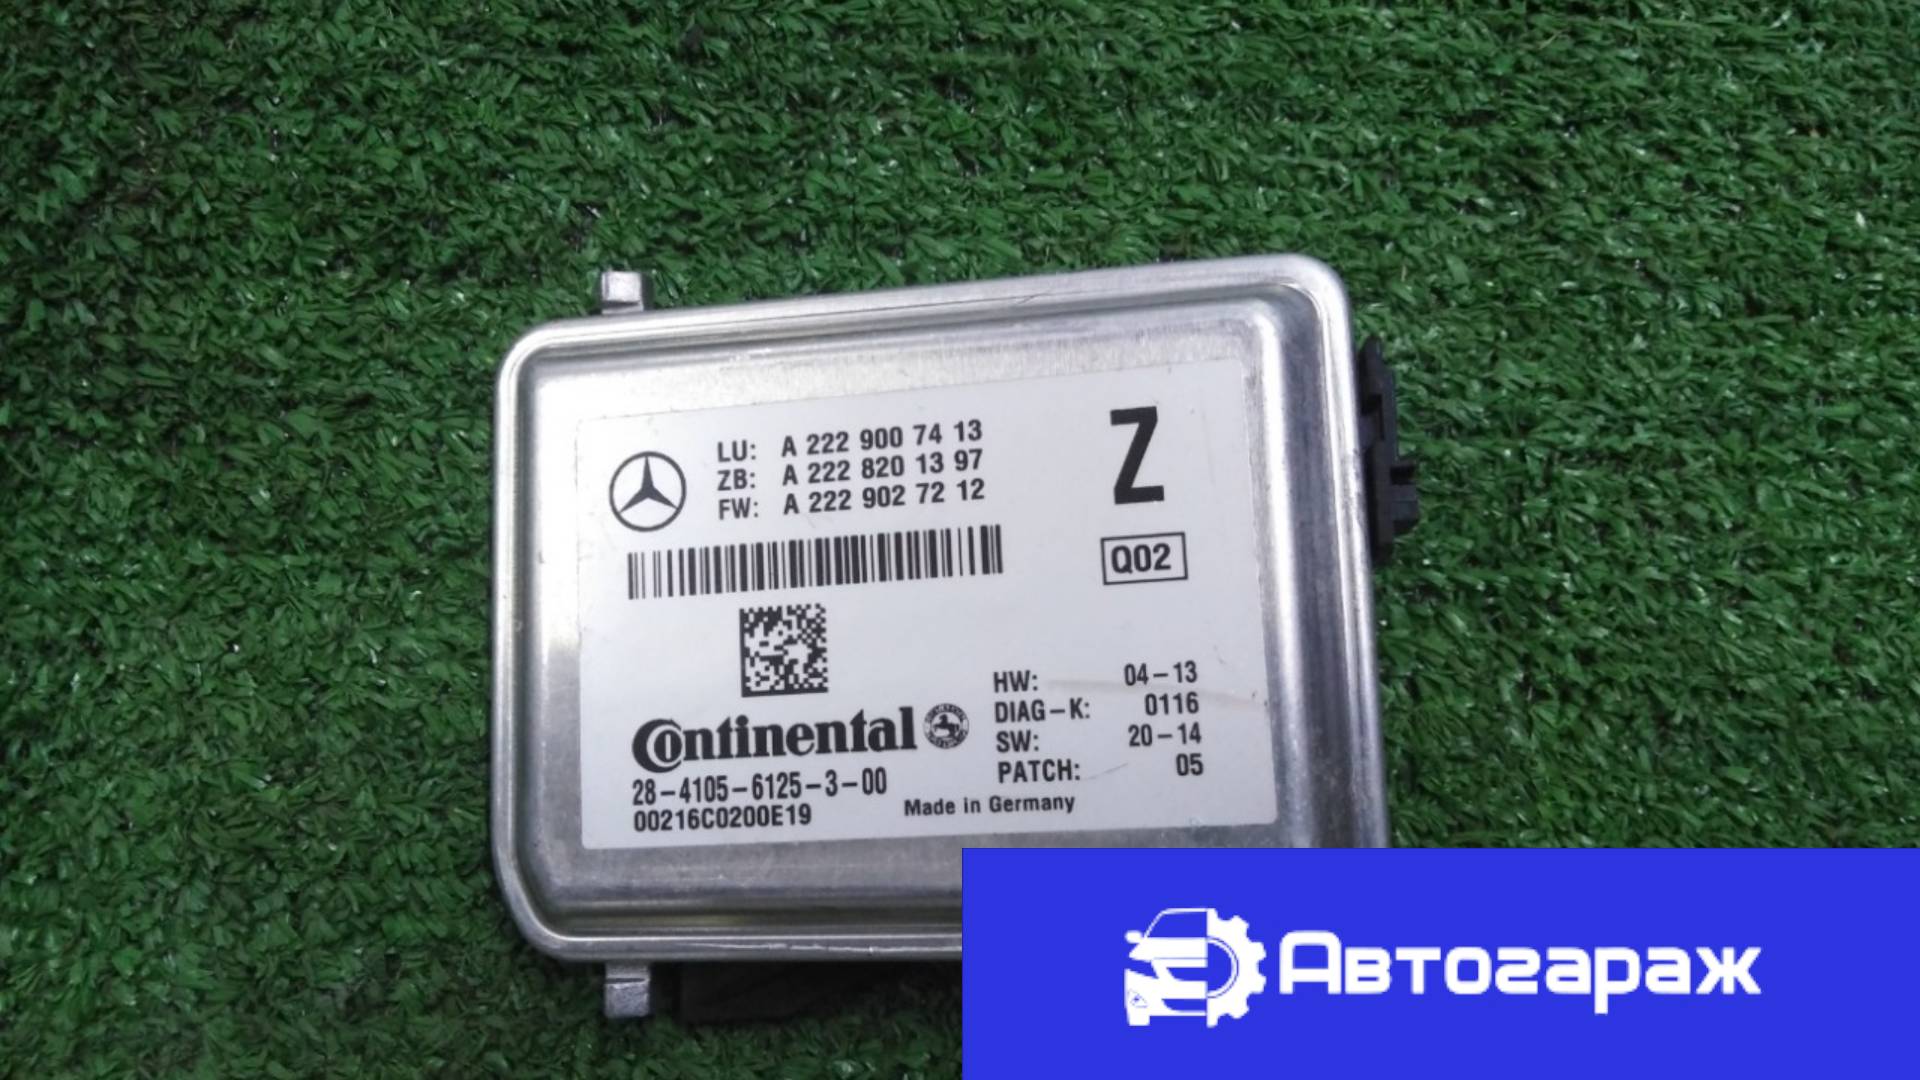 LU: A 222 900 74 13
ZB: A 222 820 13 97
FW: A 222 902 72 12
Z
Q02
HW: 04-13
DIAG-K: 0116
SW: 20-14
PATCH: 05
Continental
28-4105-6125-3-00
00216C0200E19
Made in Germany
Автогараж